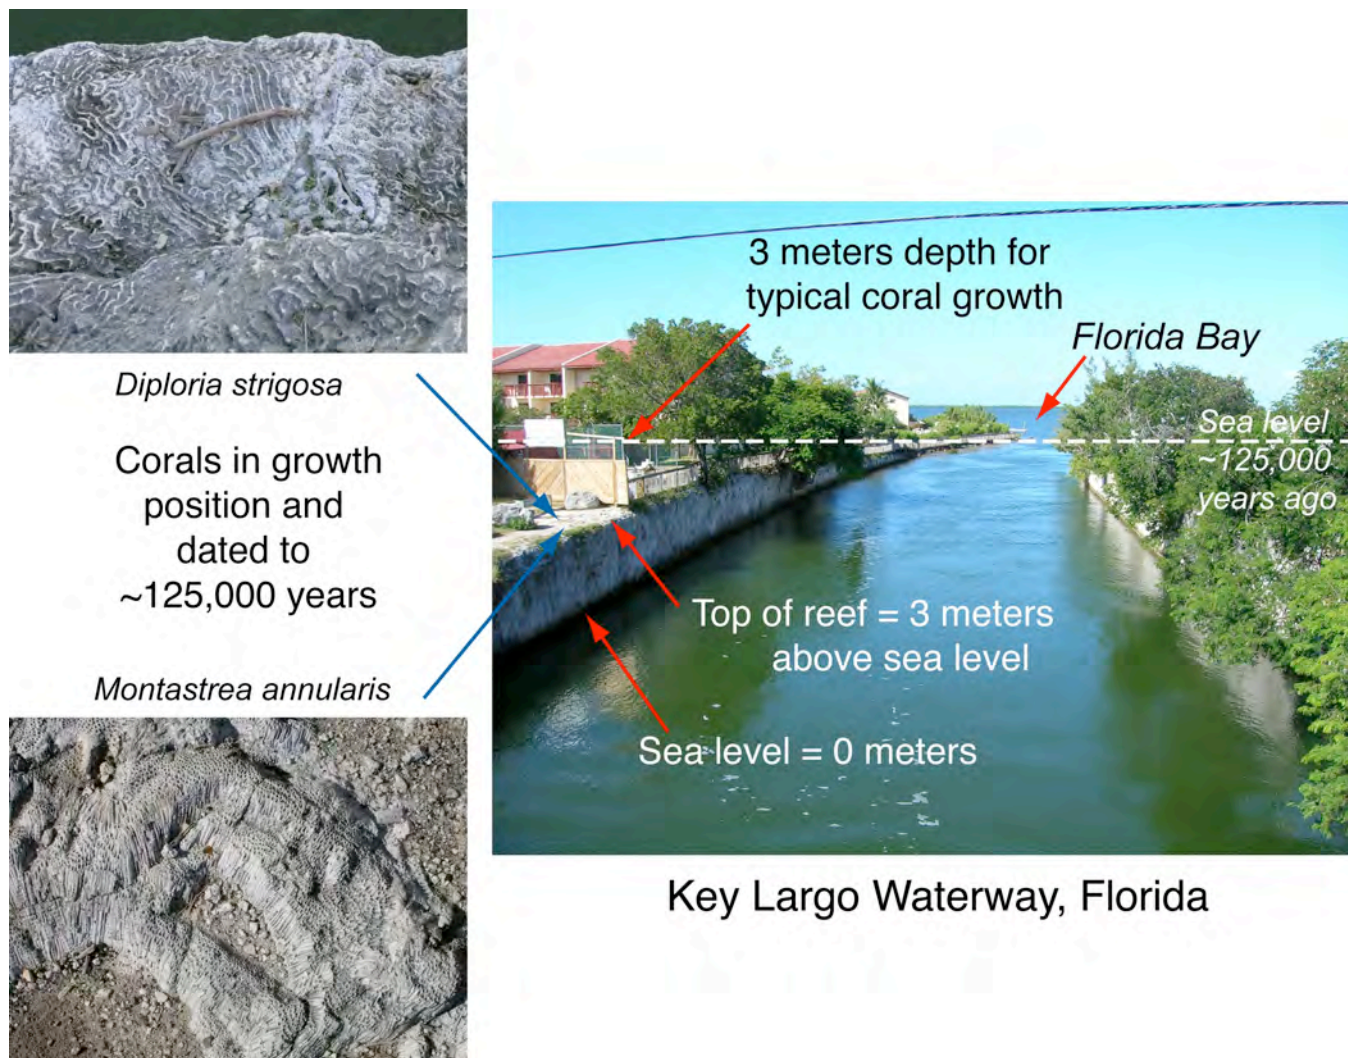 Diploria strigosa
Corals in growth
position and
dated to
~125,000 years
Montastrea annularis
3 meters depth for
typical coral growth
Florida Bay
Sea level
~125,000
years ago
Top of reef = 3 meters
above sea level
Sea level = 0 meters
Key Largo Waterway, Florida